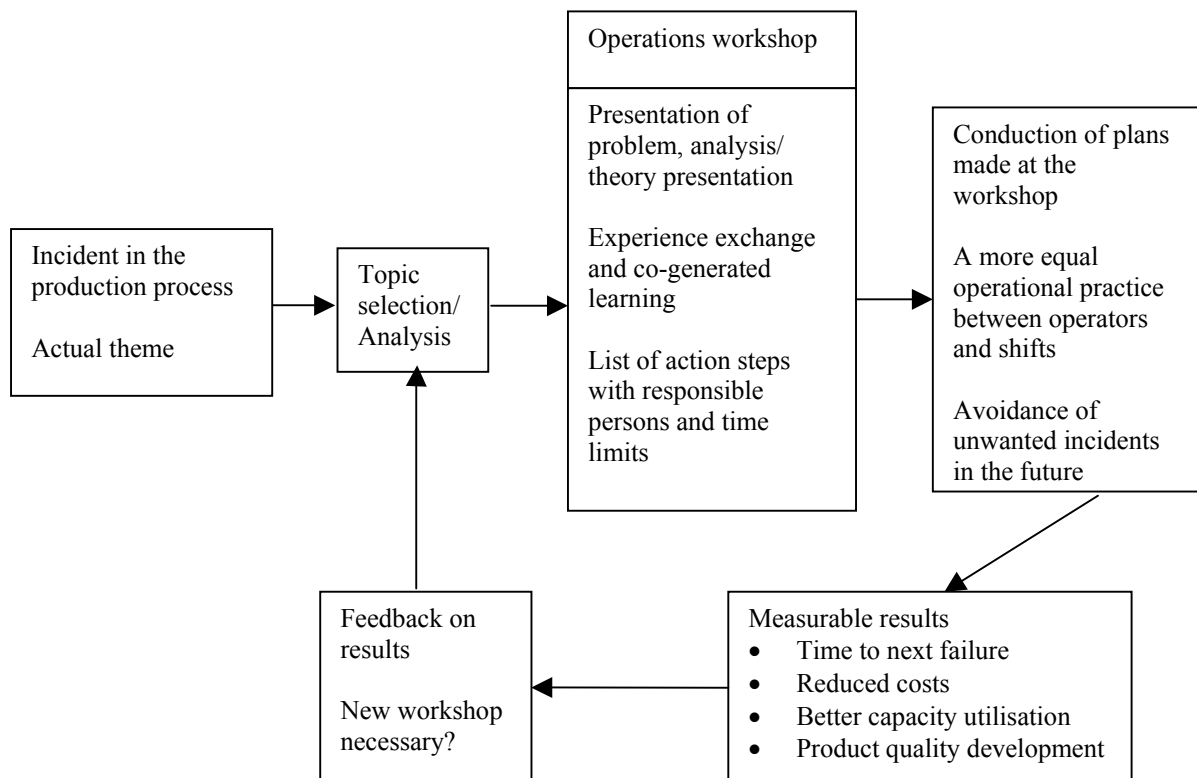 Incident in the
production process
Actual theme
Topic
selection/
Analysis
Operations workshop
Presentation of
problem, analysis/
theory presentation
Experience exchange
and co-generated
learning
List of action steps
with responsible
persons and time
limits
Conduction of plans
made at the
workshop
A more equal
operational practice
between operators
and shifts
Avoidance of
unwanted incidents
in the future
Measurable results
• Time to next failure
• Reduced costs
• Better capacity utilisation
• Product quality development
Feedback on
results
New workshop
necessary?